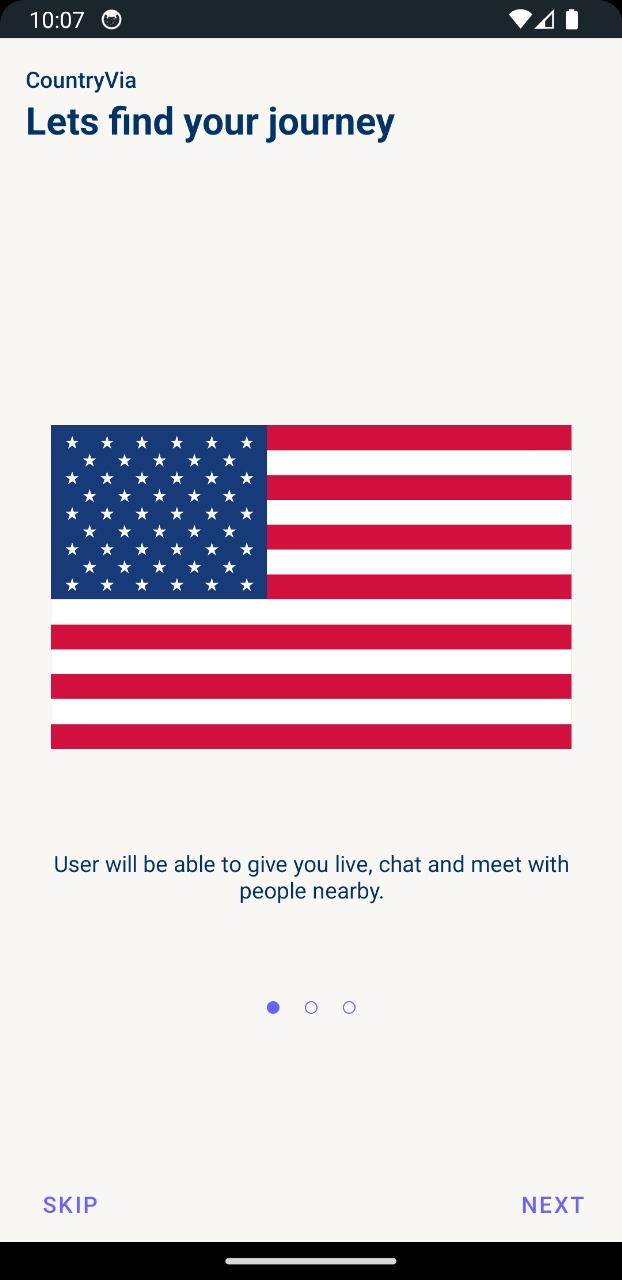 10:07
CountryVia
Lets find your journey
User will be able to give you live, chat and meet with
people nearby.
SKIP
NEXT